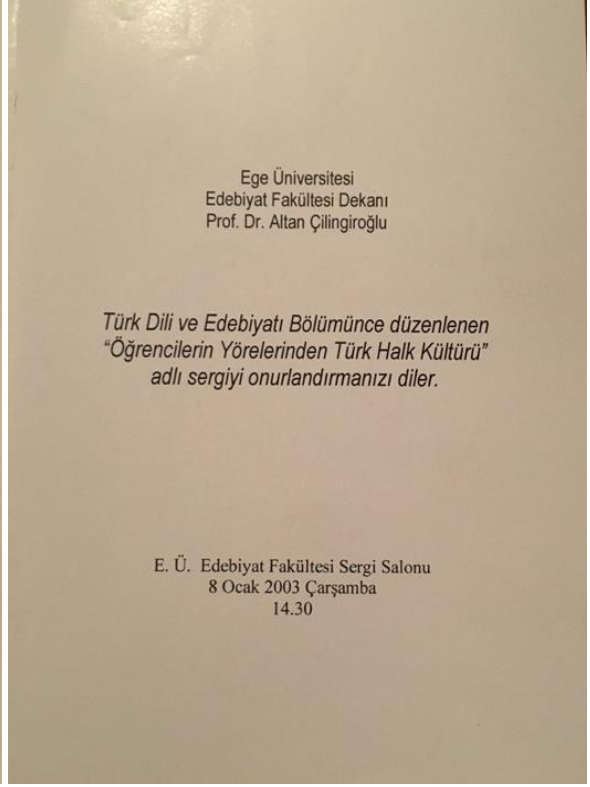 Ege Üniversitesi
Edebiyat Fakültesi Dekanı
Prof. Dr. Altan Çilingiroğlu
Türk Dili ve Edebiyatı Bölümünce düzenlenen
“Öğrencilerin Yörelerinden Türk Halk Kültürü”
adlı sergiyi onurlandırmanızı diler.
E. Ü. Edebiyat Fakültesi Sergi Salonu
8 Ocak 2003 Çarşamba
14.30